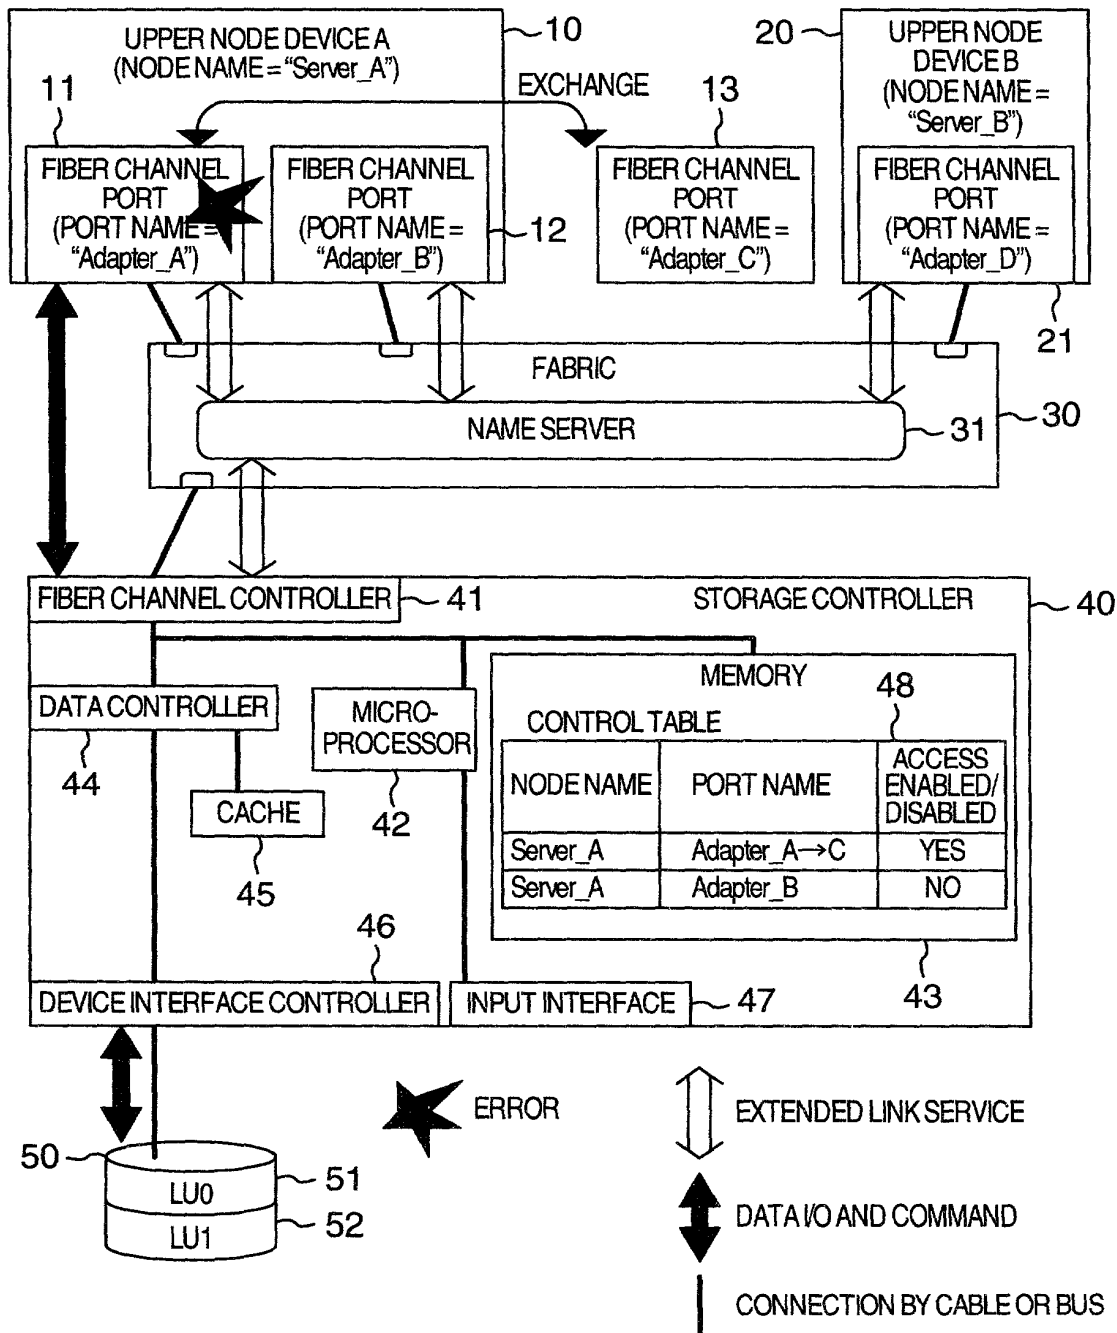 UPPER NODE DEVICE A
(NODE NAME = “Server_A”)
10
20
UPPER NODE
DEVICE B
(NODE NAME =
“Server_B”)
11
EXCHANGE
13
FIBER CHANNEL
PORT
(PORT NAME =
“Adapter_A”)
FIBER CHANNEL
PORT
(PORT NAME =
“Adapter_B”)
12
FIBER CHANNEL
PORT
(PORT NAME =
“Adapter_C”)
FIBER CHANNEL
PORT
(PORT NAME =
“Adapter_D”)
21
FABRIC
30
NAME SERVER
31
FIBER CHANNEL CONTROLLER
41
STORAGE CONTROLLER
40
MEMORY
48
DATA CONTROLLER
44
MICRO-
PROCESSOR
42
CACHE
45
CONTROL TABLE
NODE NAME
PORT NAME
ACCESS
ENABLED/
DISABLED
Server_A
Adapter_A→C
YES
Server_A
Adapter_B
NO
43
46
DEVICE INTERFACE CONTROLLER
INPUT INTERFACE
47
ERROR
EXTENDED LINK SERVICE
50
LU0
51
LU1
52
DATA I/O AND COMMAND
CONNECTION BY CABLE OR BUS